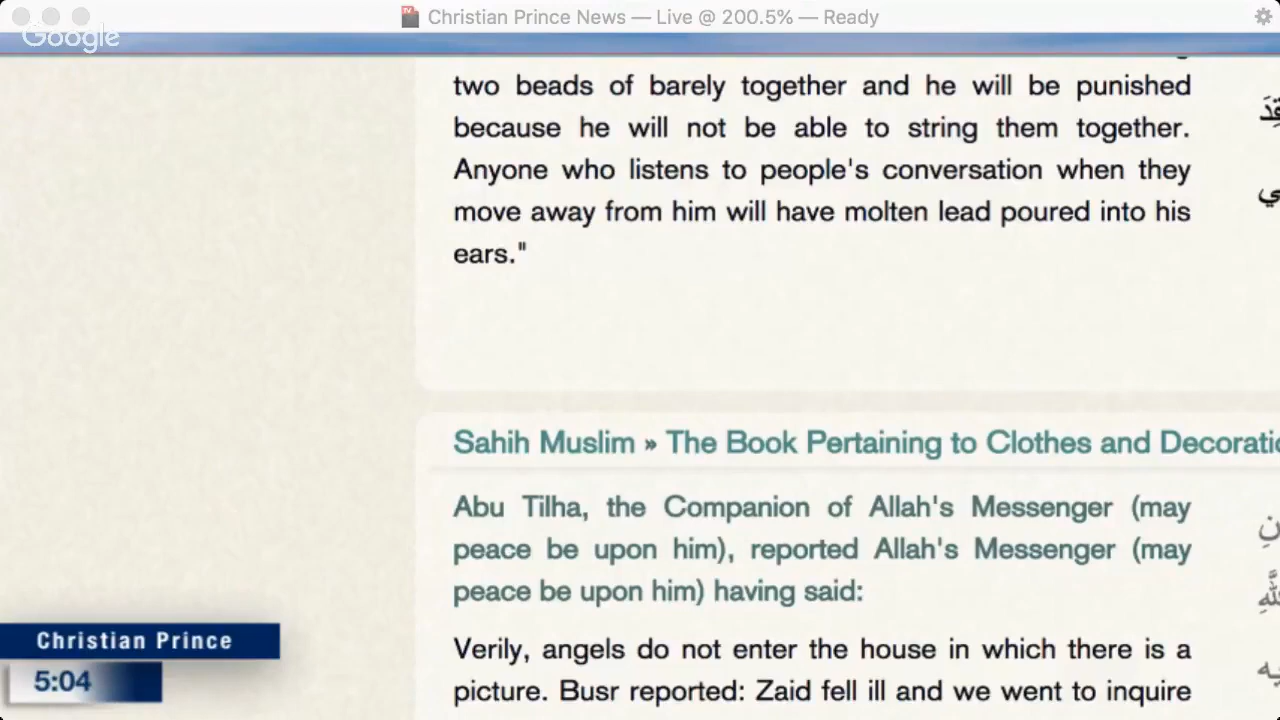 Christian Prince News — Live @ 200.5% — Ready
Google
two beads of barely together and he will be punished
because he will not be able to string them together.
Anyone who listens to people's conversation when they
move away from him will have molten lead poured into his
ears."
Sahih Muslim » The Book Pertaining to Clothes and
Abu Tilha, the Companion of Allah's Messenger (may
peace be upon him), reported Allah's Messenger (may
peace be upon him) having said:
Verily, angels do not enter the house in which there is a
picture. Busr reported: Zaid fell ill and we went to inquire
Christian Prince
5:04